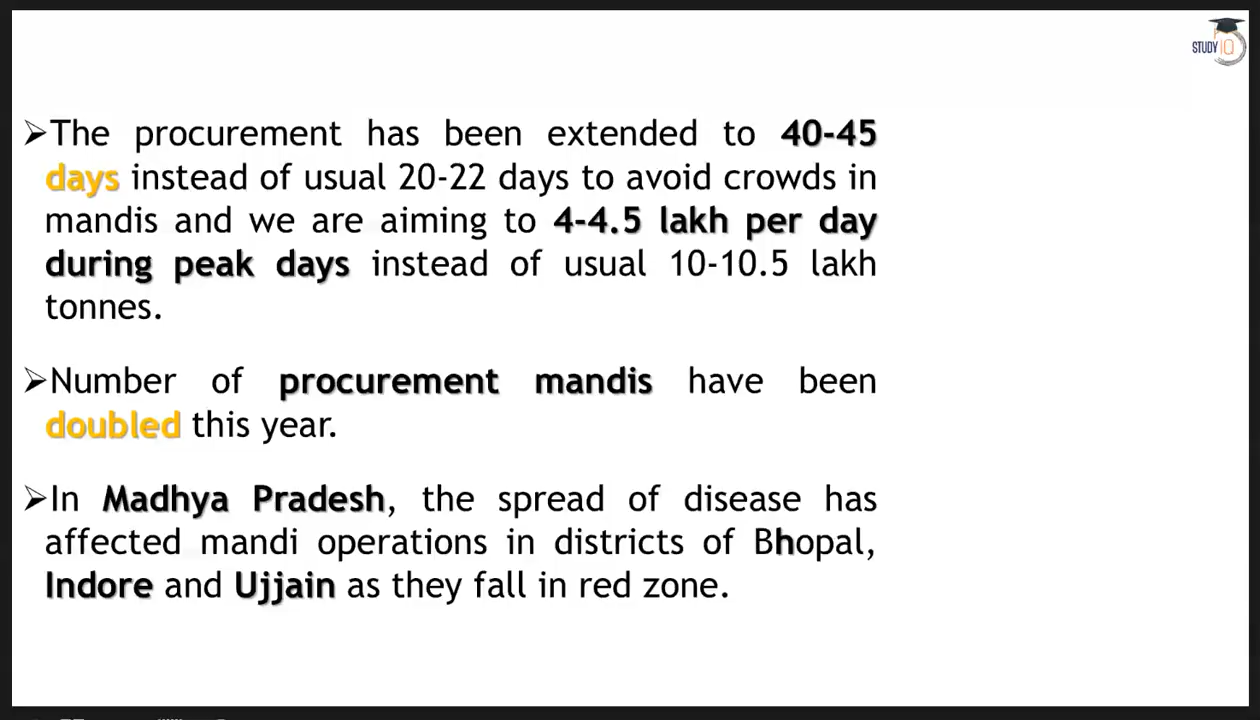 STUDY IQ
➢The procurement has been extended to 40-45
days instead of usual 20-22 days to avoid crowds in
mandis and we are aiming to 4-4.5 lakh per day
during peak days instead of usual 10-10.5 lakh
tonnes.
➢Number of procurement mandis have been
doubled this year.
➢In Madhya Pradesh, the spread of disease has
affected mandi operations in districts of Bhopal,
Indore and Ujjain as they fall in red zone.